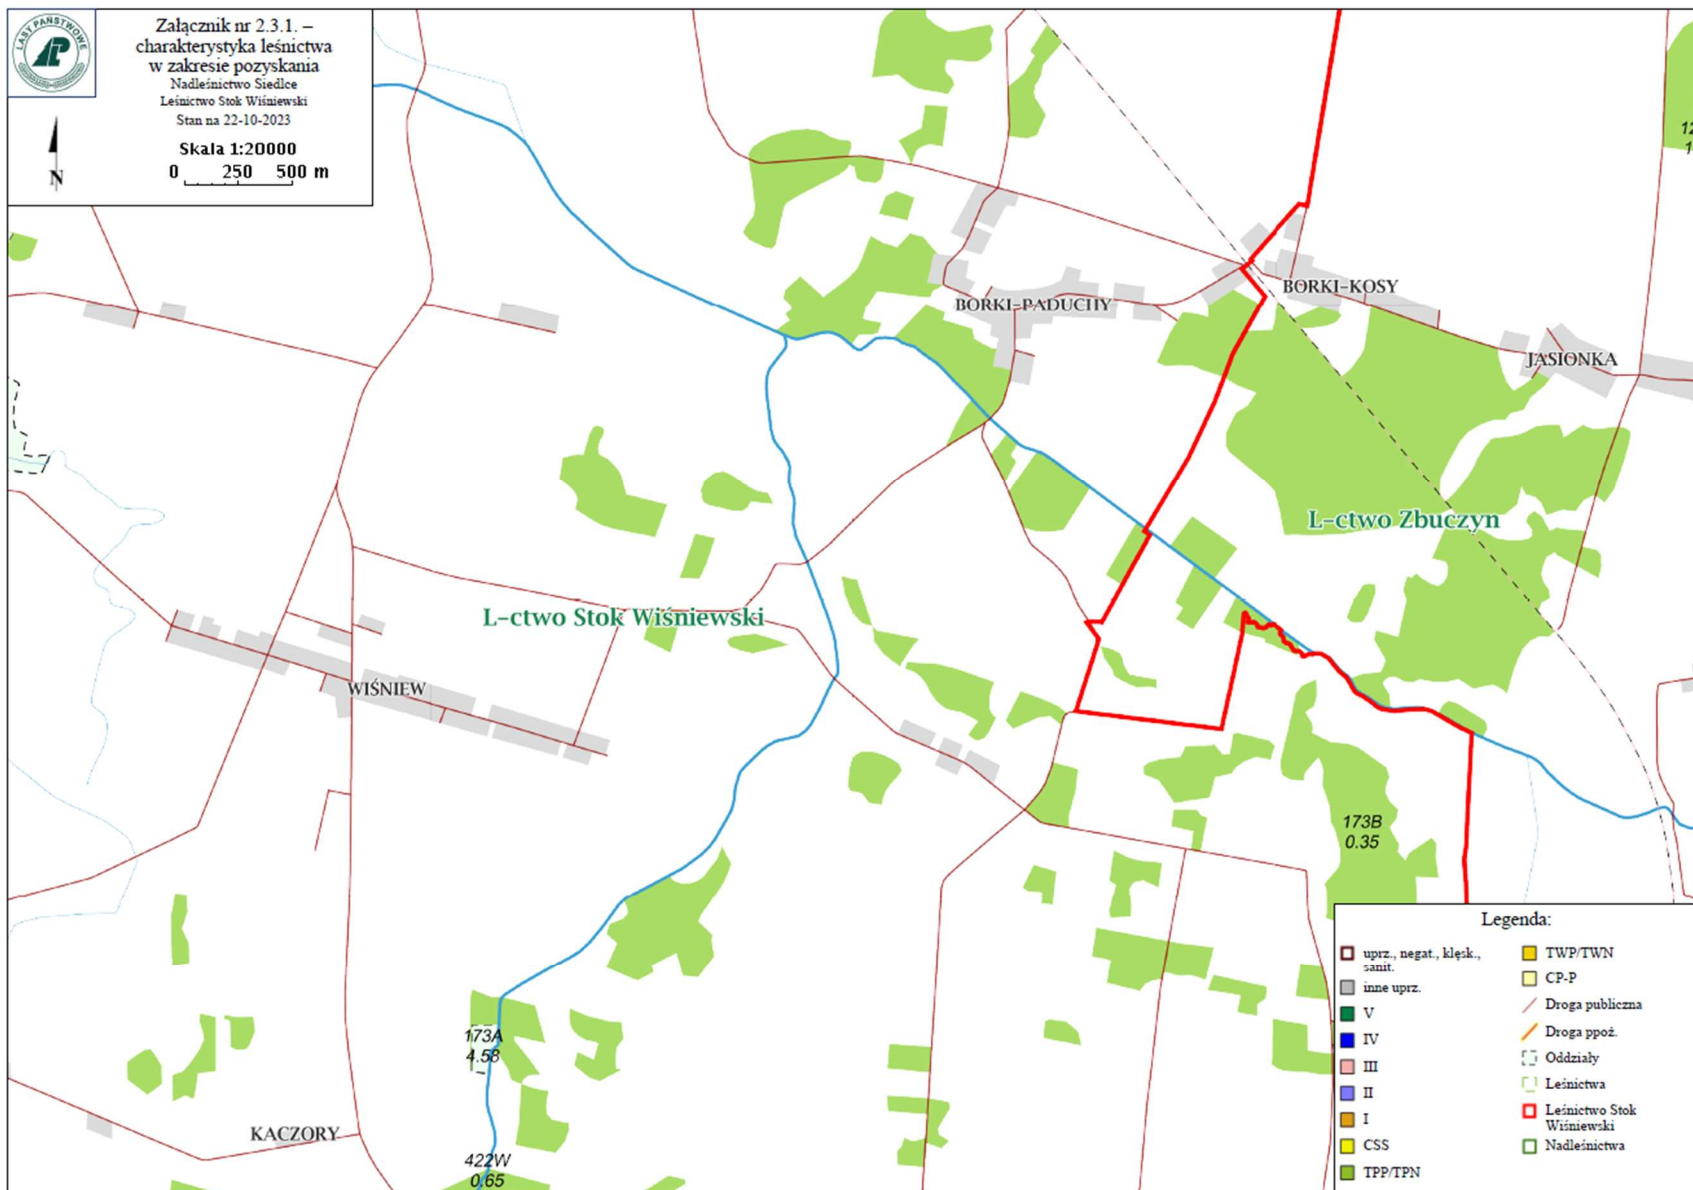 LASY PAŃSTWOWE
Załącznik nr 2.3.1. –
charakterystyka leśnictwa
w zakresie pozyskania
Nadleśnictwo Siedlce
Leśnictwo Stok Wiśniewski
Stan na 22-10-2023
Skala 1:20000
0 250 500 m
N
BORKI-KOSY
BORKI-PADUCHY
JASIONKA
L-ctwo Zbuczyn
L-ctwo Stok Wiśniewski
WIŚNIEW
173B
0.35
173A
4.58
KACZORY
422W
0.65
Legenda:
uprz., negat., klęsk.,
sanit.
inne uprz.
V
IV
III
II
I
CSS
TPP/TPN
TWP/TWN
CP-P
Droga publiczna
Droga ppoż.
Oddziały
Leśnictwa
Leśnictwo Stok
Wiśniewski
Nadleśnictwa